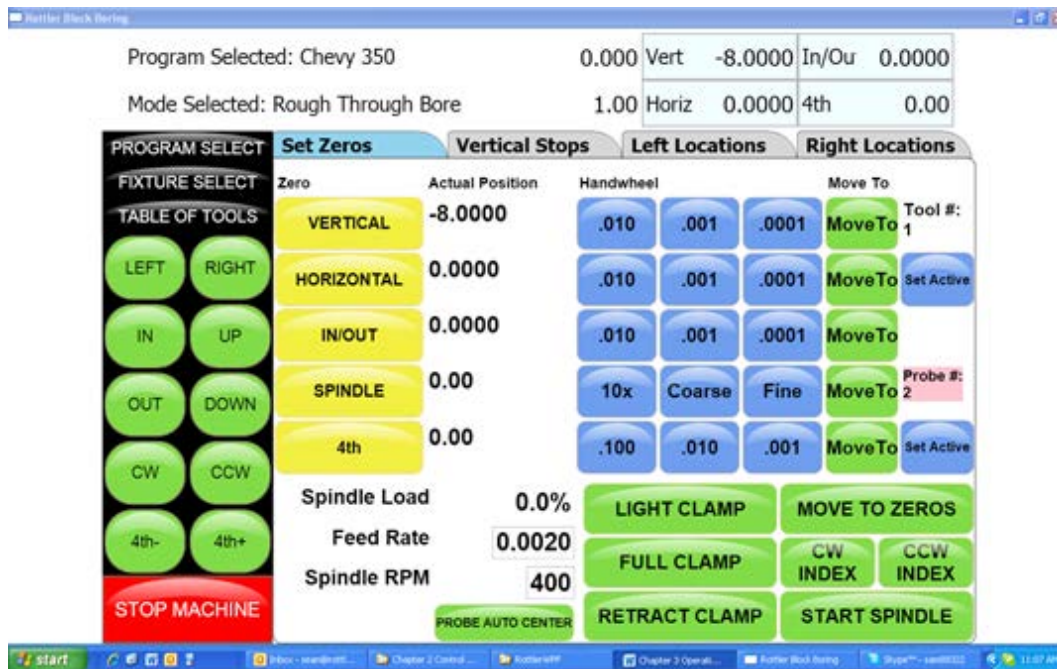 Rottler Block Boring
Program Selected: Chevy 350 0.000 Vert -8.0000 In/Ou 0.0000
Mode Selected: Rough Through Bore 1.00 Horiz 0.0000 4th 0.00
PROGRAM SELECT Set Zeros Vertical Stops Left Locations Right Locations
FIXTURE SELECT Zero Actual Position Handwheel Move To
TABLE OF TOOLS VERTICAL -8.0000 .010 .001 .0001 MoveTo Tool #:
1
LEFT RIGHT HORIZONTAL 0.0000 .010 .001 .0001 MoveTo Set Active
IN UP IN/OUT 0.0000 .010 .001 .0001 MoveTo
OUT DOWN SPINDLE 0.00 10x Coarse Fine MoveTo Probe #:
2
CW CCW 4th 0.00 .100 .010 .001 MoveTo Set Active
Spindle Load 0.0% LIGHT CLAMP MOVE TO ZEROS
4th- 4th+ Feed Rate 0.0020 FULL CLAMP CW INDEX CCW INDEX
Spindle RPM 400
STOP MACHINE PROBE AUTO CENTER RETRACT CLAMP START SPINDLE
start Chapter 2 Control ... Chapter 3 Operati... Rottler Block Boring 11:07 AM